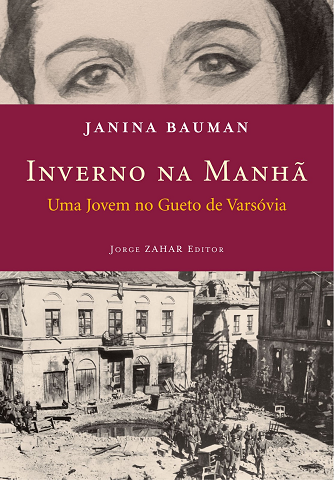 JANINA BAUMAN
INVERNO NA MANHÃ
Uma Jovem no Gueto de Varsóvia
JORGE ZAHAR EDITOR